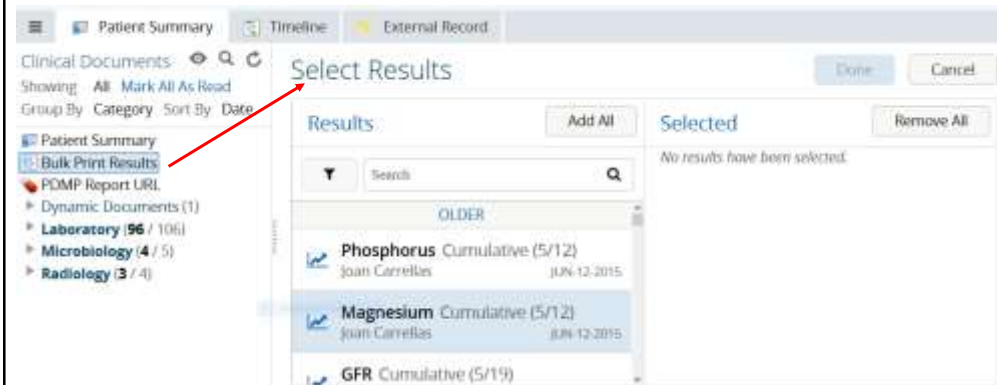 Patient Summary Timeline External Record
Clinical Documents
Showing All Mark All As Read
Group By Category Sort By Date
Patient Summary
Bulk Print Results
PDMP Report URL
Dynamic Documents (1)
Laboratory (96 / 106)
Microbiology (4 / 5)
Radiology (3 / 4)
Select Results
Done Cancel
Results Add All
Search
OLDER
Phosphorus Cumulative (5/12)
Joan Carrellas JUN-12-2015
Magnesium Cumulative (5/12)
Joan Carrellas JUN-12-2015
GFR Cumulative (5/19)
Selected Remove All
No results have been selected.